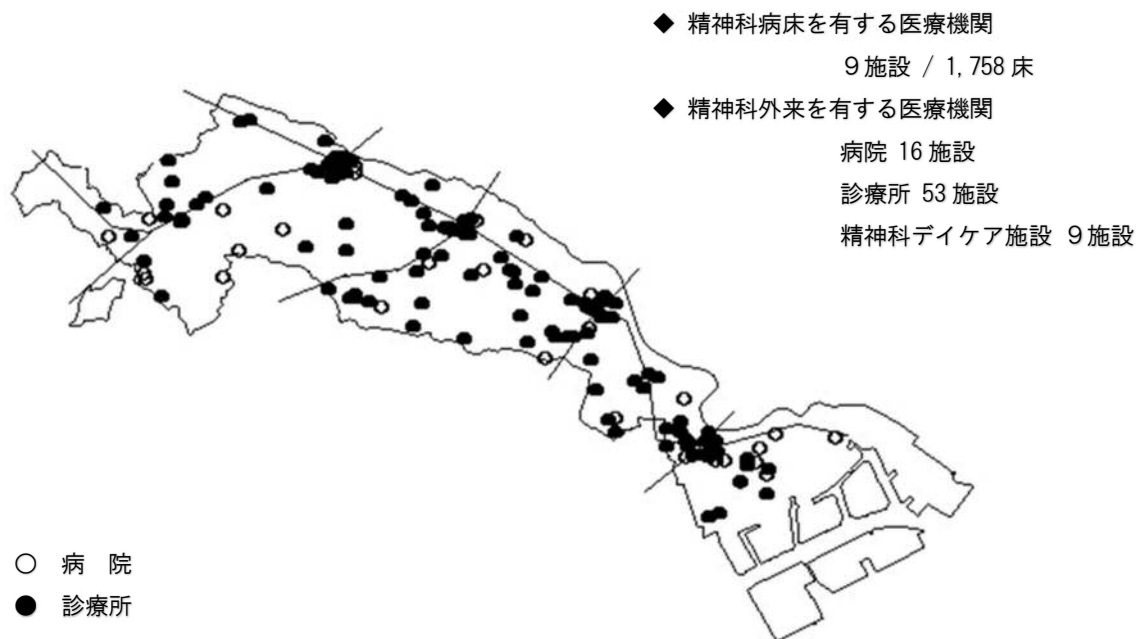 ◆ 精神科病床を有する医療機関
９施設 / 1,758 床
◆ 精神科外来を有する医療機関
病院 16 施設
診療所 53 施設
精神科デイケア施設 ９施設
○ 病　院
● 診療所